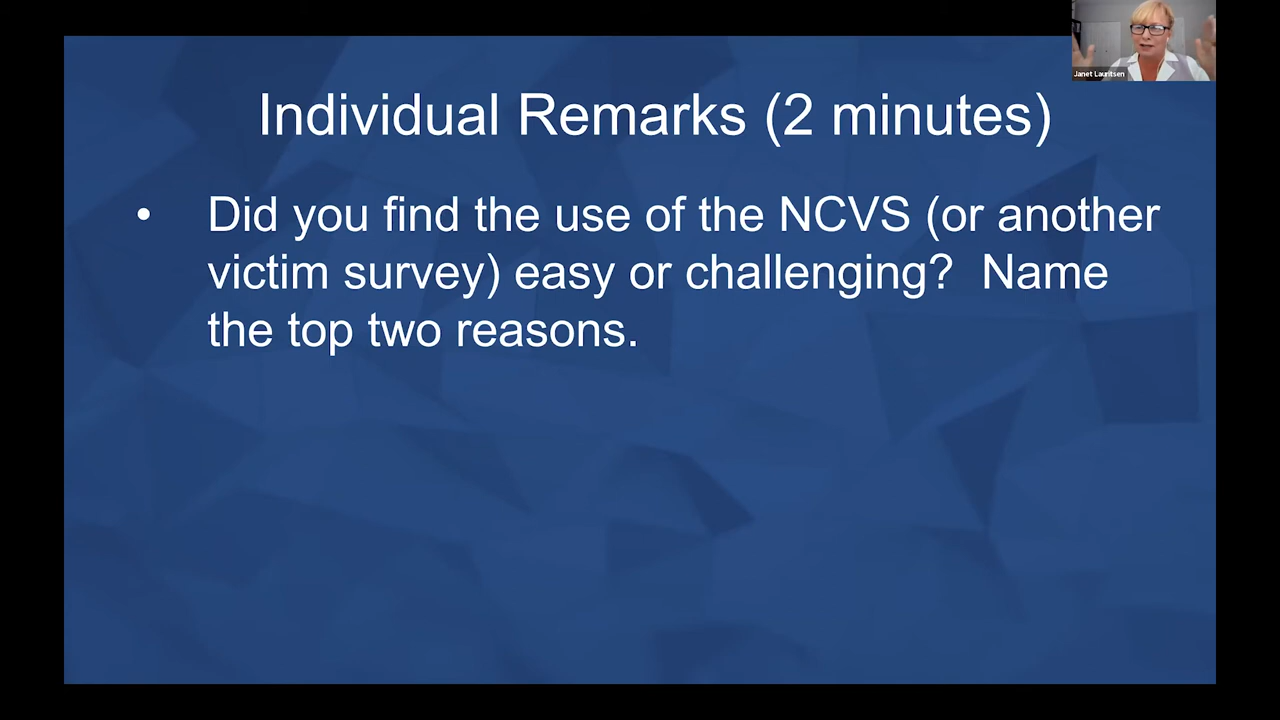 Janet Lauritsen
Individual Remarks (2 minutes)
• Did you find the use of the NCVS (or another
victim survey) easy or challenging?  Name
the top two reasons.